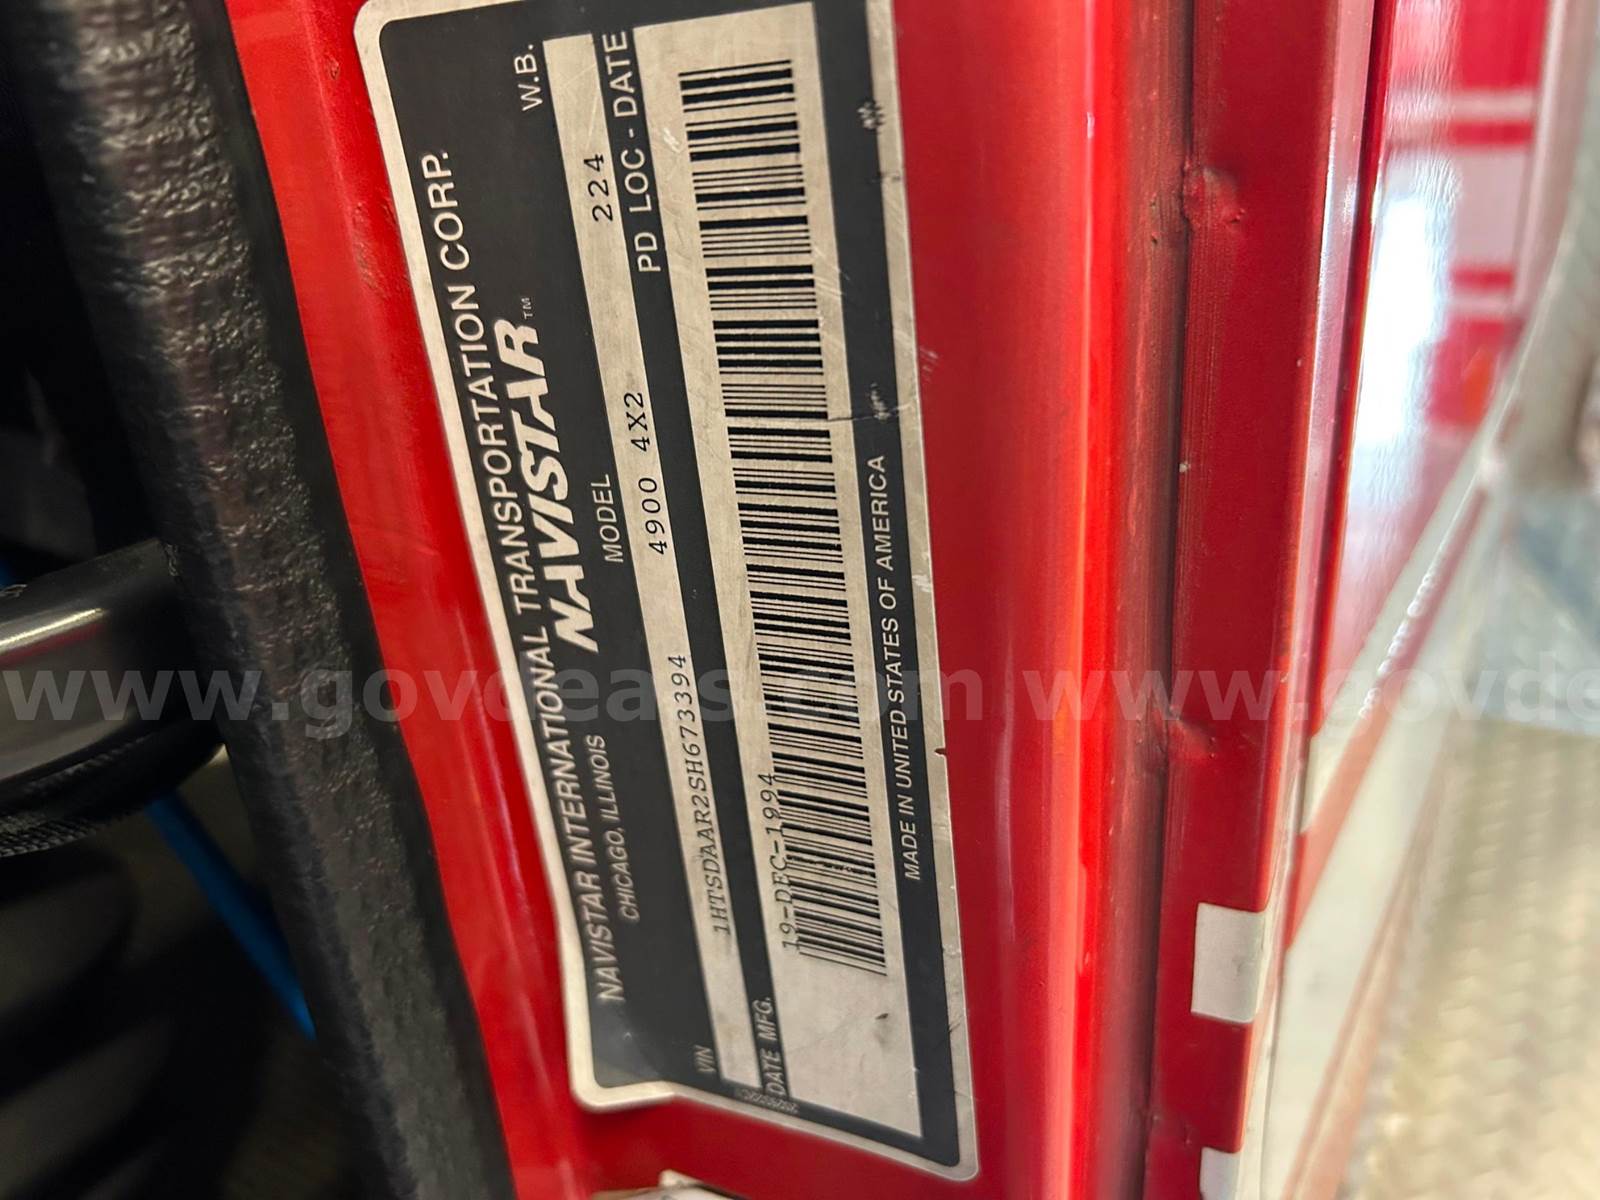 NAVISTAR INTERNATIONAL TRANSPORTATION CORP.
CHICAGO, ILLINOIS NAVISTAR™
VIN MODEL W.B.
1HTSDAAR2SH673394 4900 4X2 224
DATE MFG. PD LOC - DATE
19-DEC-1994
MADE IN UNITED STATES OF AMERICA
www.govdeals.com www.govde